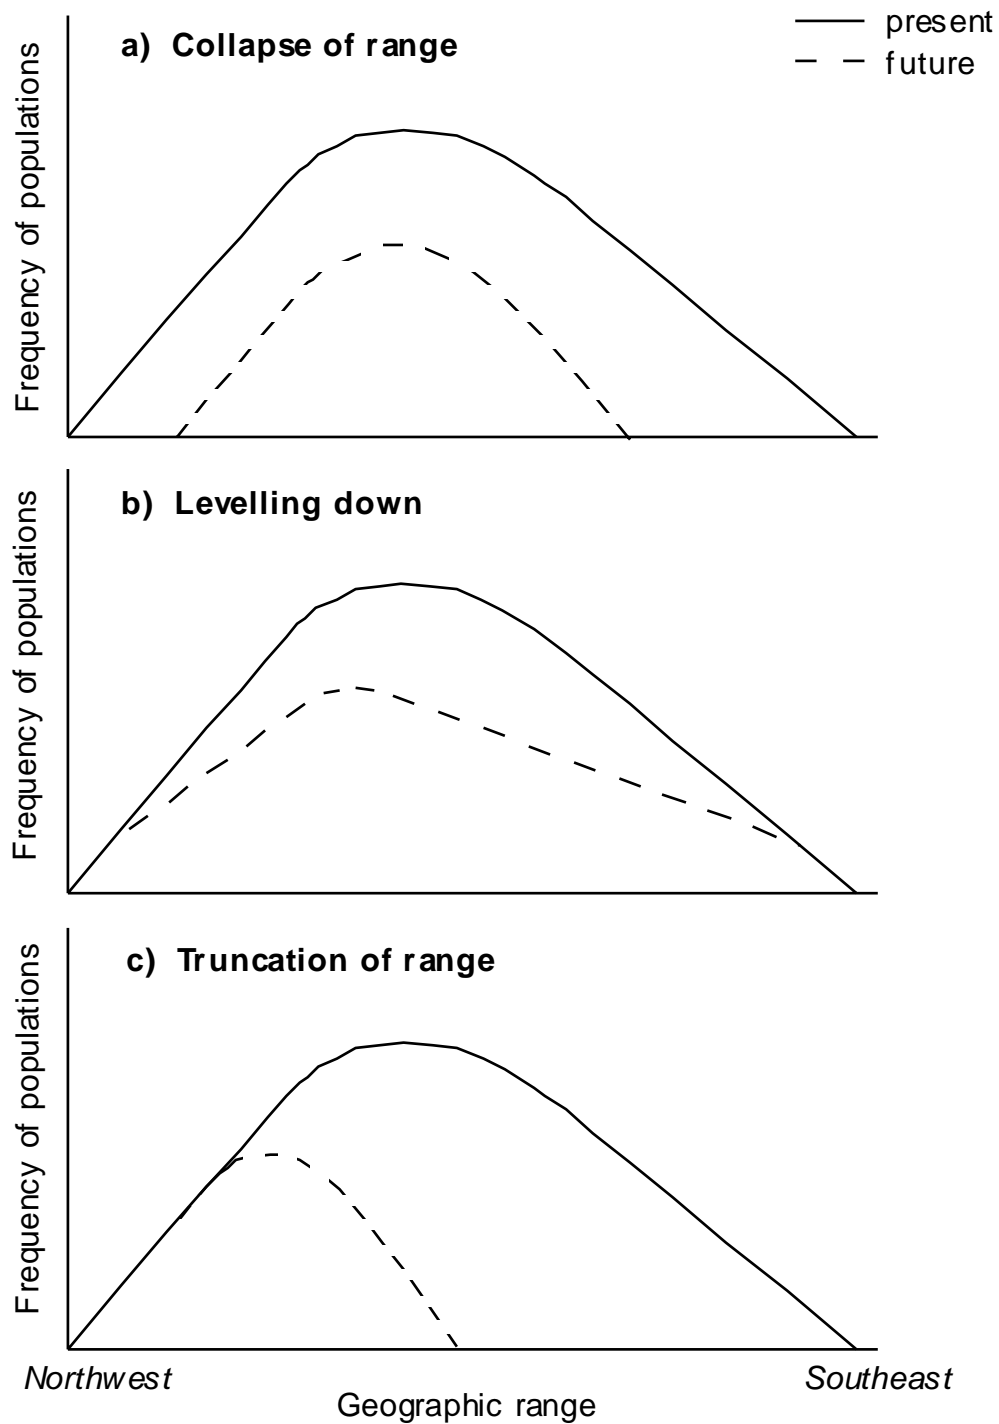 present
future
a) Collapse of range
Frequency of populations
b) Levelling down
Frequency of populations
c) Truncation of range
Frequency of populations
Northwest
Southeast
Geographic range